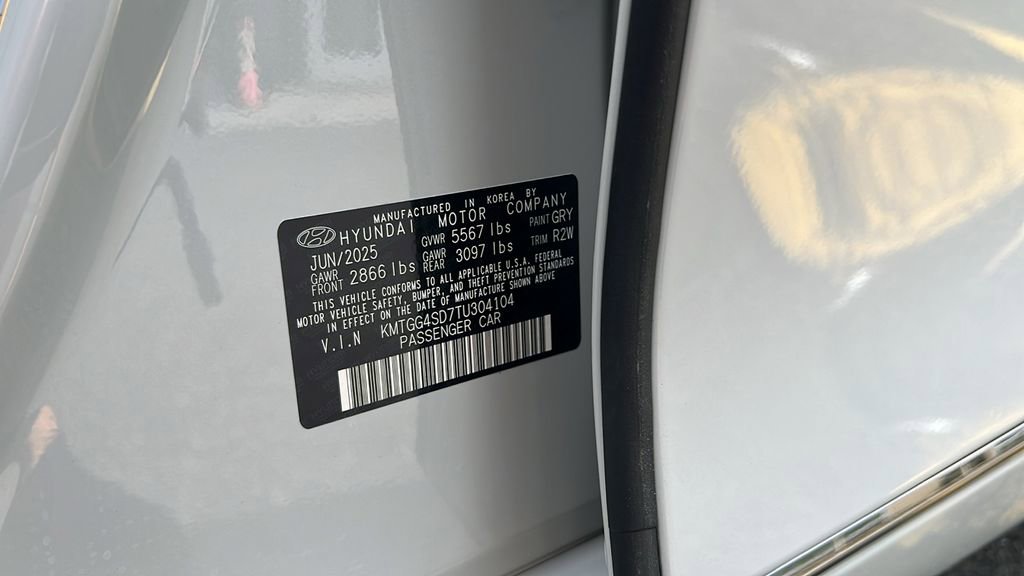 MANUFACTURED IN KOREA BY
HYUNDAI MOTOR COMPANY
JUN/2025 GVWR 5567 lbs PAINT GRY
GAWR FRONT 2866 lbs GAWR REAR 3097 lbs TRIM R2W
THIS VEHICLE CONFORMS TO ALL APPLICABLE U.S.A. FEDERAL
MOTOR VEHICLE SAFETY, BUMPER, AND THEFT PREVENTION STANDARDS
IN EFFECT ON THE DATE OF MANUFACTURE SHOWN ABOVE
V.I.N KMTGG4SD7TU304104
PASSENGER CAR